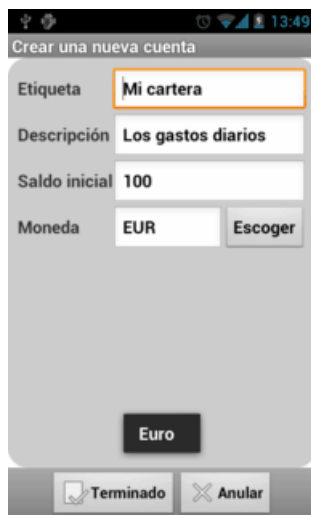 13:49
Crear una nueva cuenta
Etiqueta Mi cartera
Descripción Los gastos diarios
Saldo inicial 100
Moneda EUR Escoger
Euro
Terminado Anular